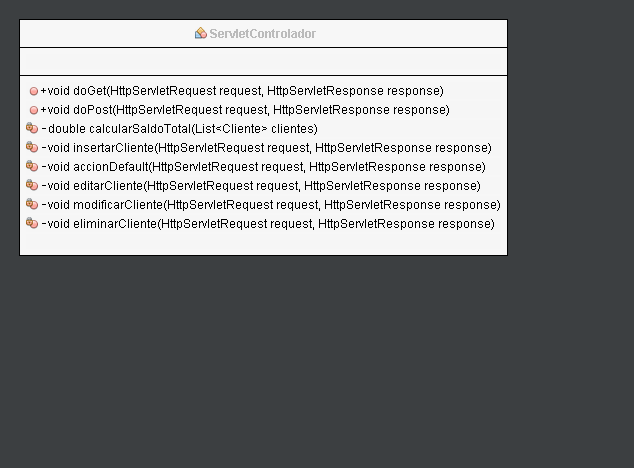 ServletControlador
+void doGet(HttpServletRequest request, HttpServletResponse response)
+void doPost(HttpServletRequest request, HttpServletResponse response)
-double calcularSaldoTotal(List<Cliente> clientes)
-void insertarCliente(HttpServletRequest request, HttpServletResponse response)
-void accionDefault(HttpServletRequest request, HttpServletResponse response)
-void editarCliente(HttpServletRequest request, HttpServletResponse response)
-void modificarCliente(HttpServletRequest request, HttpServletResponse response)
-void eliminarCliente(HttpServletRequest request, HttpServletResponse response)